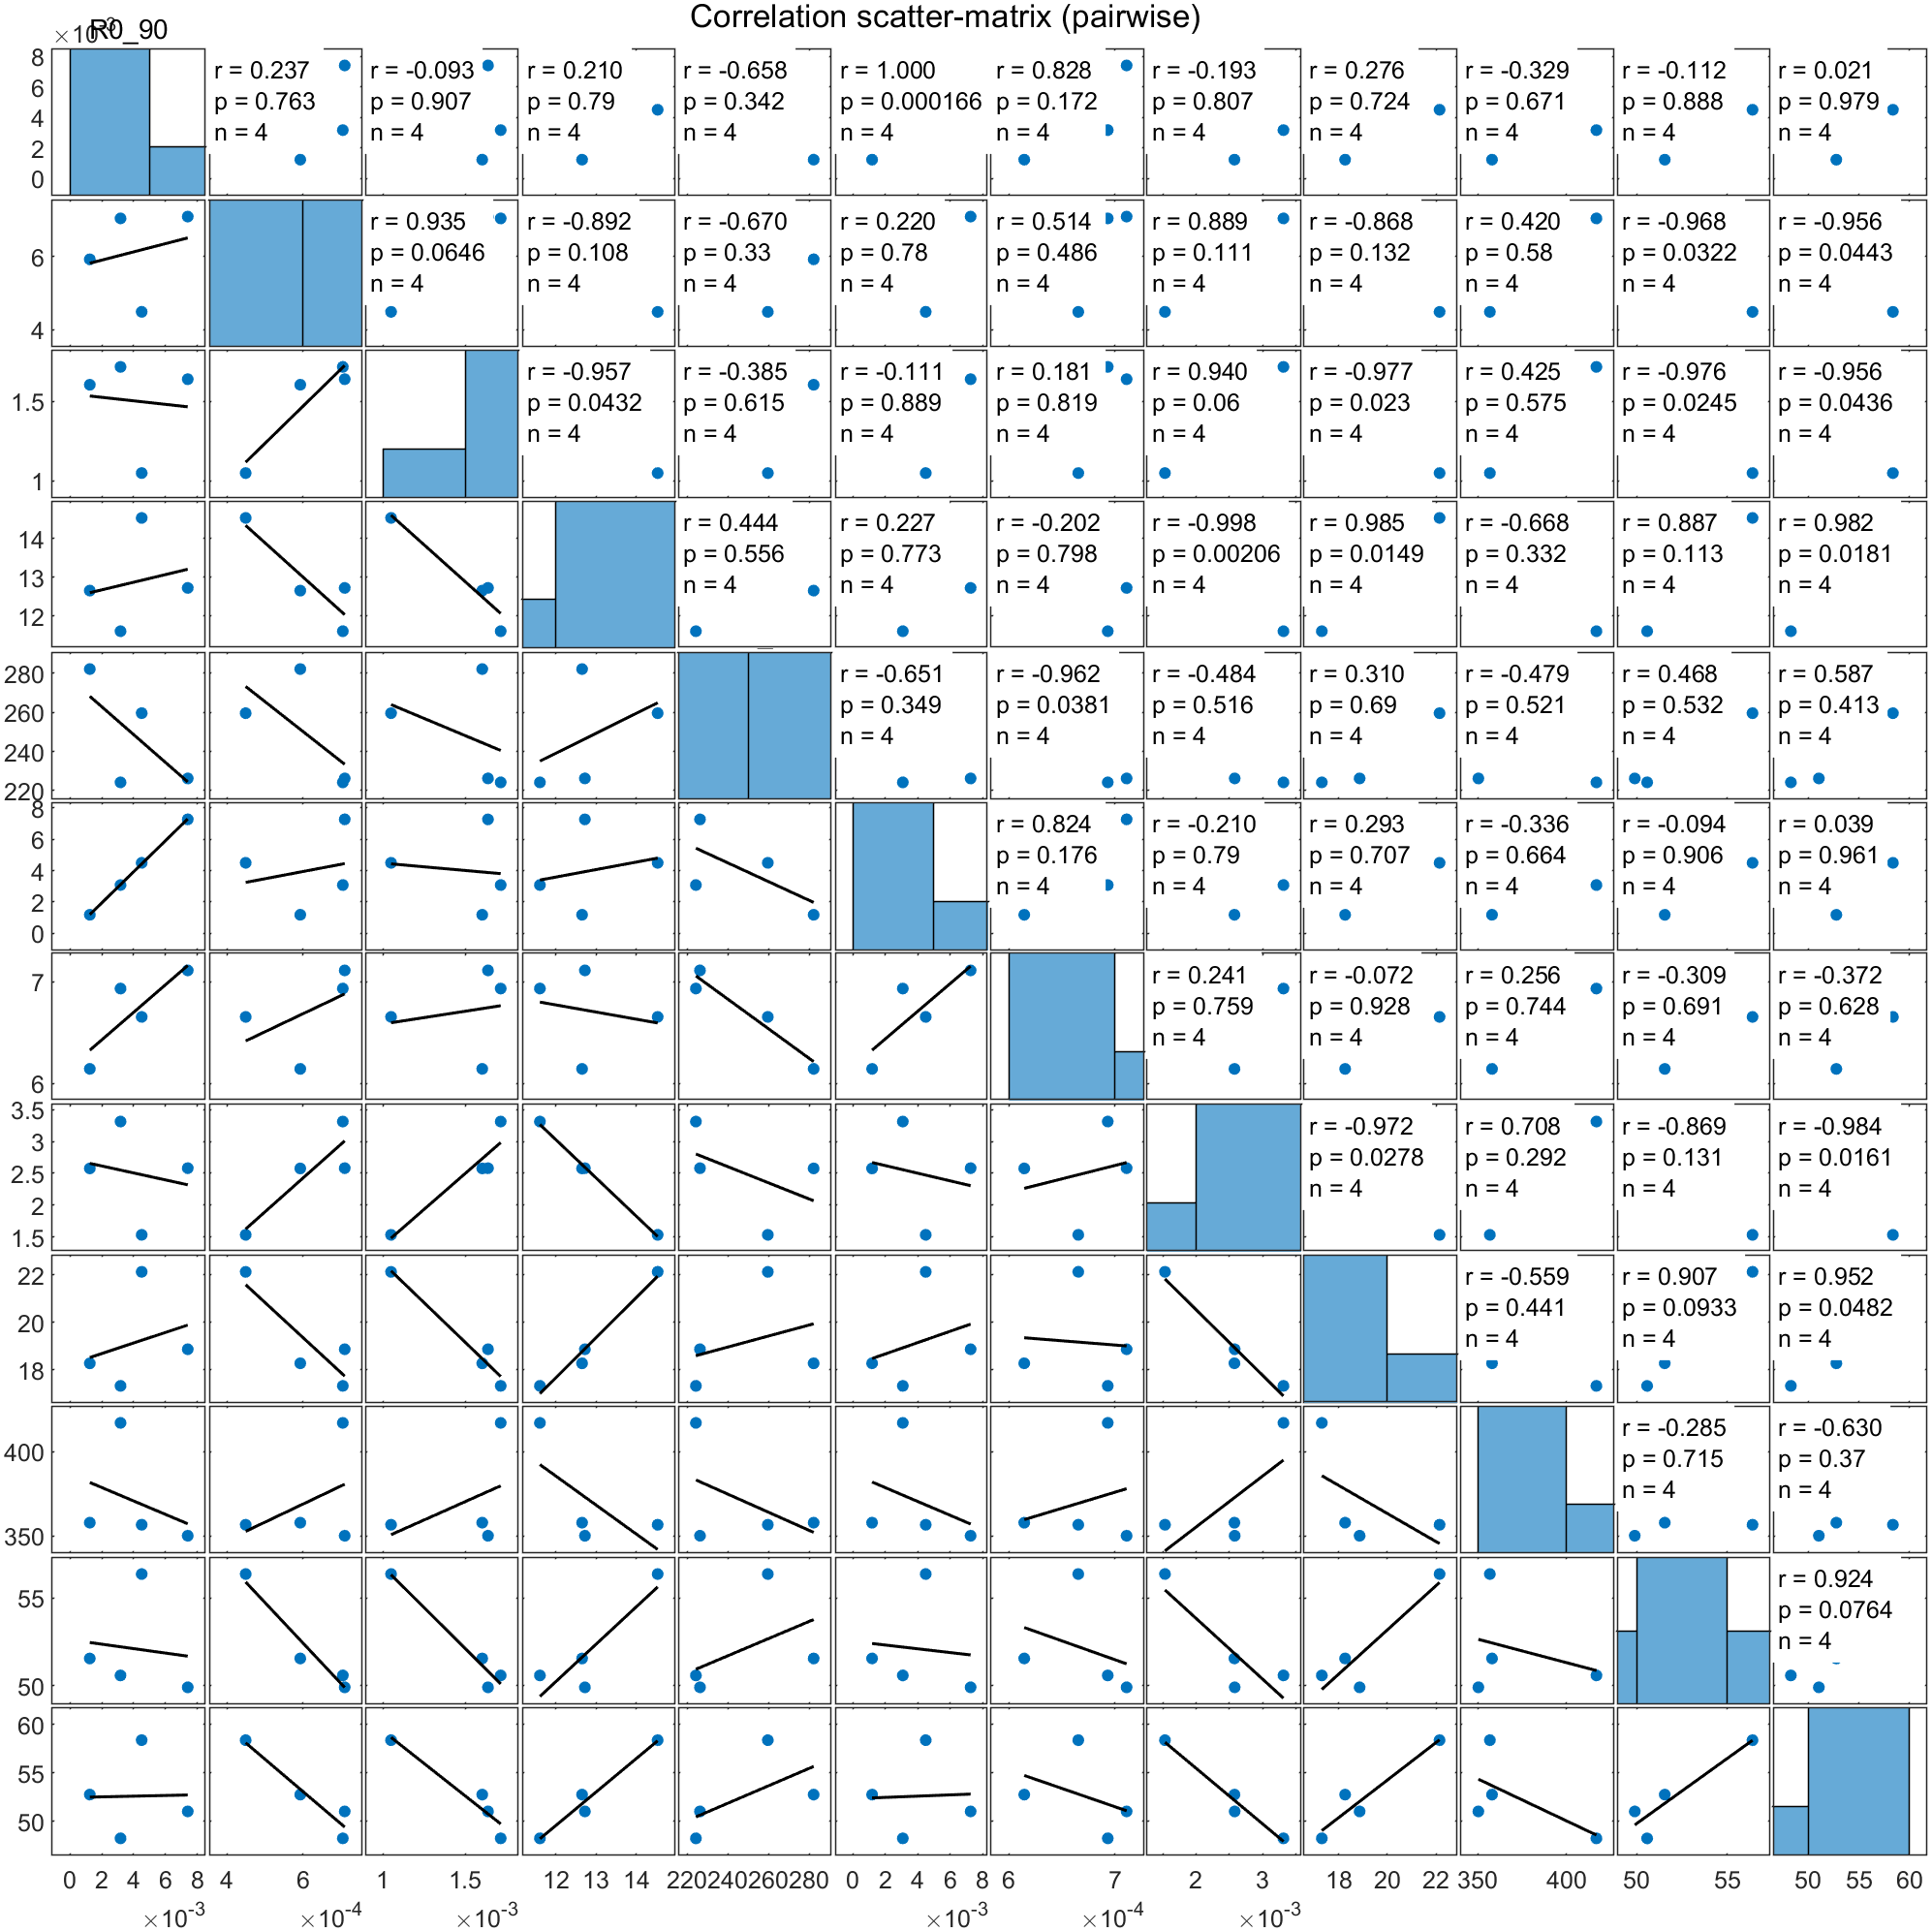 Correlation scatter-matrix (pairwise)
×10⁻³
R0_90
8
6
4
2
0
r = 0.237
p = 0.763
n = 4
r = -0.093
p = 0.907
n = 4
r = 0.210
p = 0.79
n = 4
r = -0.658
p = 0.342
n = 4
r = 1.000
p = 0.000166
n = 4
r = 0.828
p = 0.172
n = 4
r = -0.193
p = 0.807
n = 4
r = 0.276
p = 0.724
n = 4
r = -0.329
p = 0.671
n = 4
r = -0.112
p = 0.888
n = 4
r = 0.021
p = 0.979
n = 4
6
4
r = 0.935
p = 0.0646
n = 4
r = -0.892
p = 0.108
n = 4
r = -0.670
p = 0.33
n = 4
r = 0.220
p = 0.78
n = 4
r = 0.514
p = 0.486
n = 4
r = 0.889
p = 0.111
n = 4
r = -0.868
p = 0.132
n = 4
r = 0.420
p = 0.58
n = 4
r = -0.968
p = 0.0322
n = 4
r = -0.956
p = 0.0443
n = 4
1.5
1
r = -0.957
p = 0.0432
n = 4
r = -0.385
p = 0.615
n = 4
r = -0.111
p = 0.889
n = 4
r = 0.181
p = 0.819
n = 4
r = 0.940
p = 0.06
n = 4
r = -0.977
p = 0.023
n = 4
r = 0.425
p = 0.575
n = 4
r = -0.976
p = 0.0245
n = 4
r = -0.956
p = 0.0436
n = 4
14
13
12
r = 0.444
p = 0.556
n = 4
r = 0.227
p = 0.773
n = 4
r = -0.202
p = 0.798
n = 4
r = -0.998
p = 0.00206
n = 4
r = 0.985
p = 0.0149
n = 4
r = -0.668
p = 0.332
n = 4
r = 0.887
p = 0.113
n = 4
r = 0.982
p = 0.0181
n = 4
280
260
240
220
r = -0.651
p = 0.349
n = 4
r = -0.962
p = 0.0381
n = 4
r = -0.484
p = 0.516
n = 4
r = 0.310
p = 0.69
n = 4
r = -0.479
p = 0.521
n = 4
r = 0.468
p = 0.532
n = 4
r = 0.587
p = 0.413
n = 4
8
6
4
2
0
r = 0.824
p = 0.176
n = 4
r = -0.210
p = 0.79
n = 4
r = 0.293
p = 0.707
n = 4
r = -0.336
p = 0.664
n = 4
r = -0.094
p = 0.906
n = 4
r = 0.039
p = 0.961
n = 4
7
6
r = 0.241
p = 0.759
n = 4
r = -0.072
p = 0.928
n = 4
r = 0.256
p = 0.744
n = 4
r = -0.309
p = 0.691
n = 4
r = -0.372
p = 0.628
n = 4
3.5
3
2.5
2
1.5
r = -0.972
p = 0.0278
n = 4
r = 0.708
p = 0.292
n = 4
r = -0.869
p = 0.131
n = 4
r = -0.984
p = 0.0161
n = 4
22
20
18
r = -0.559
p = 0.441
n = 4
r = 0.907
p = 0.0933
n = 4
r = 0.952
p = 0.0482
n = 4
400
350
r = -0.285
p = 0.715
n = 4
r = -0.630
p = 0.37
n = 4
55
50
r = 0.924
p = 0.0764
n = 4
60
55
50
0 2 4 6 8 4 6 1 1.5 12 13 14 220240260280 0 2 4 6 8 6 7 2 3 18 20 22 350 400 50 55 50 55 60
×10⁻³ ×10⁻⁴ ×10⁻³ ×10⁻³ ×10⁻⁴ ×10⁻³